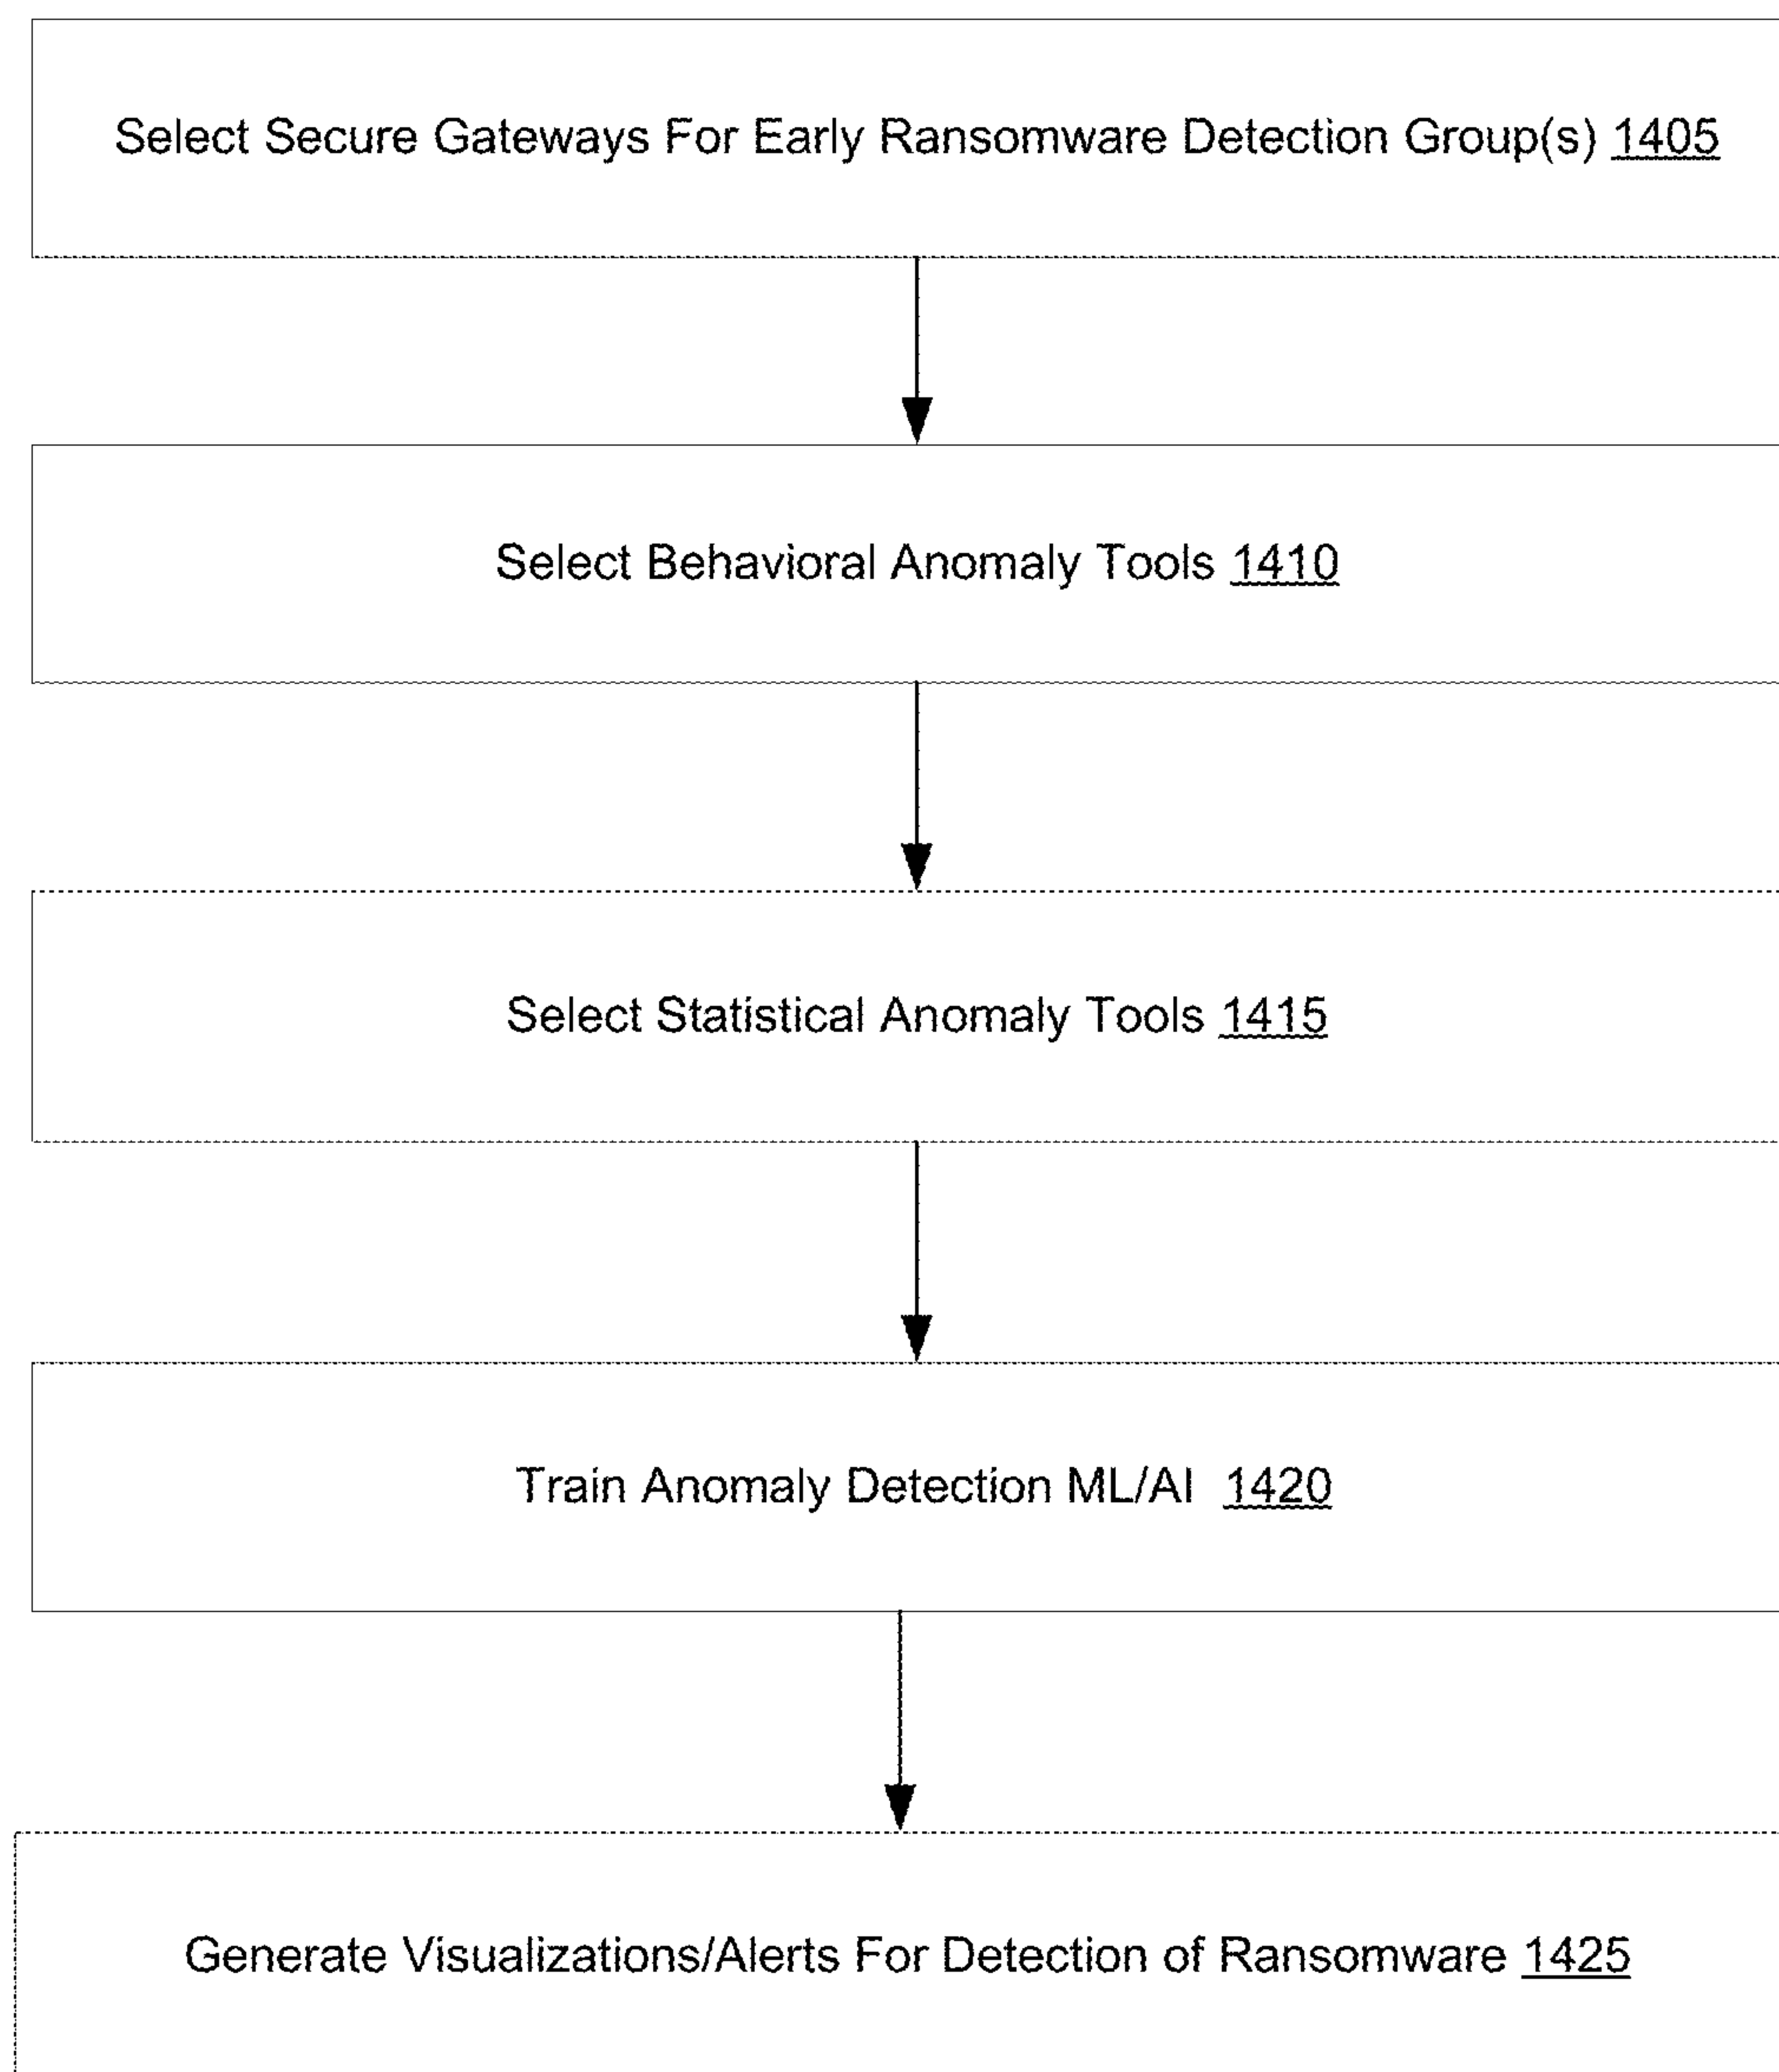 Select Secure Gateways For Early Ransomware Detection Group(s) 1405
Select Behavioral Anomaly Tools 1410
Select Statistical Anomaly Tools 1415
Train Anomaly Detection ML/AI 1420
Generate Visualizations/Alerts For Detection of Ransomware 1425